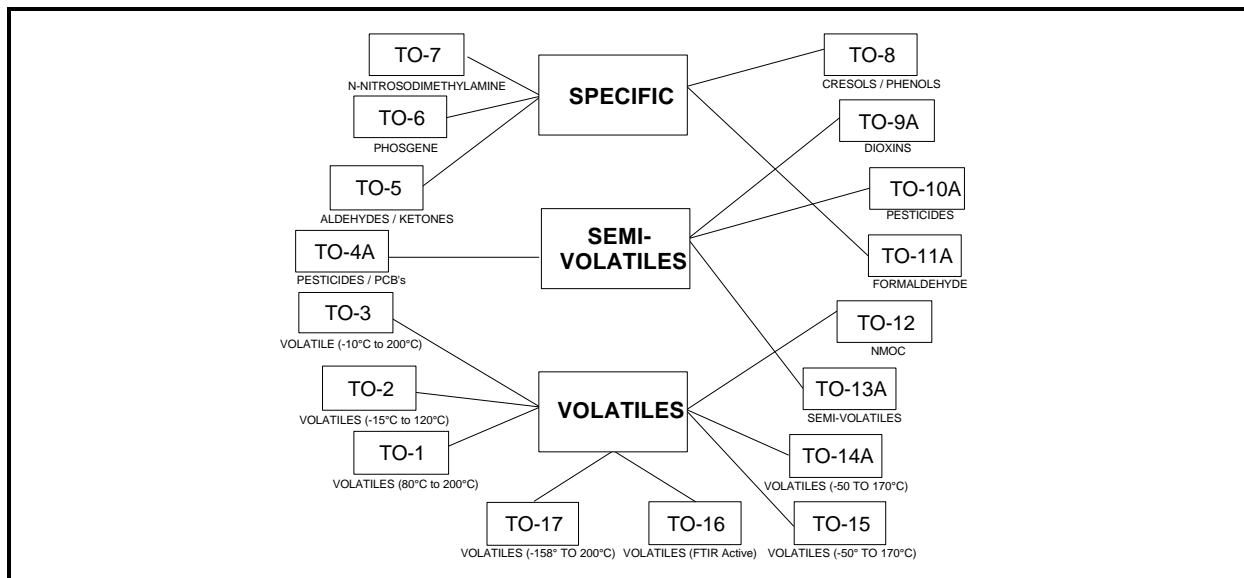 TO-7
N-NITROSODIMETHYLAMINE
TO-6
PHOSGENE
TO-5
ALDEHYDES / KETONES
TO-4A
PESTICIDES / PCB's
TO-3
VOLATILE (-10°C to 200°C)
TO-2
VOLATILES (-15°C to 120°C)
TO-1
VOLATILES (80°C to 200°C)
SPECIFIC
SEMI-
VOLATILES
VOLATILES
TO-17
VOLATILES (-158° TO 200°C)
TO-16
VOLATILES (FTIR Active)
TO-8
CRESOLS / PHENOLS
TO-9A
DIOXINS
TO-10A
PESTICIDES
TO-11A
FORMALDEHYDE
TO-12
NMOC
TO-13A
SEMI-VOLATILES
TO-14A
VOLATILES (-50 TO 170°C)
TO-15
VOLATILES (-50° TO 170°C)